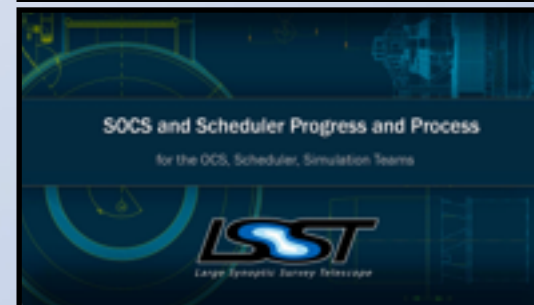 SOCS and Scheduler Progress and Process
for the OCS, Scheduler, Simulation Teams
LSST
Large Synoptic Survey Telescope